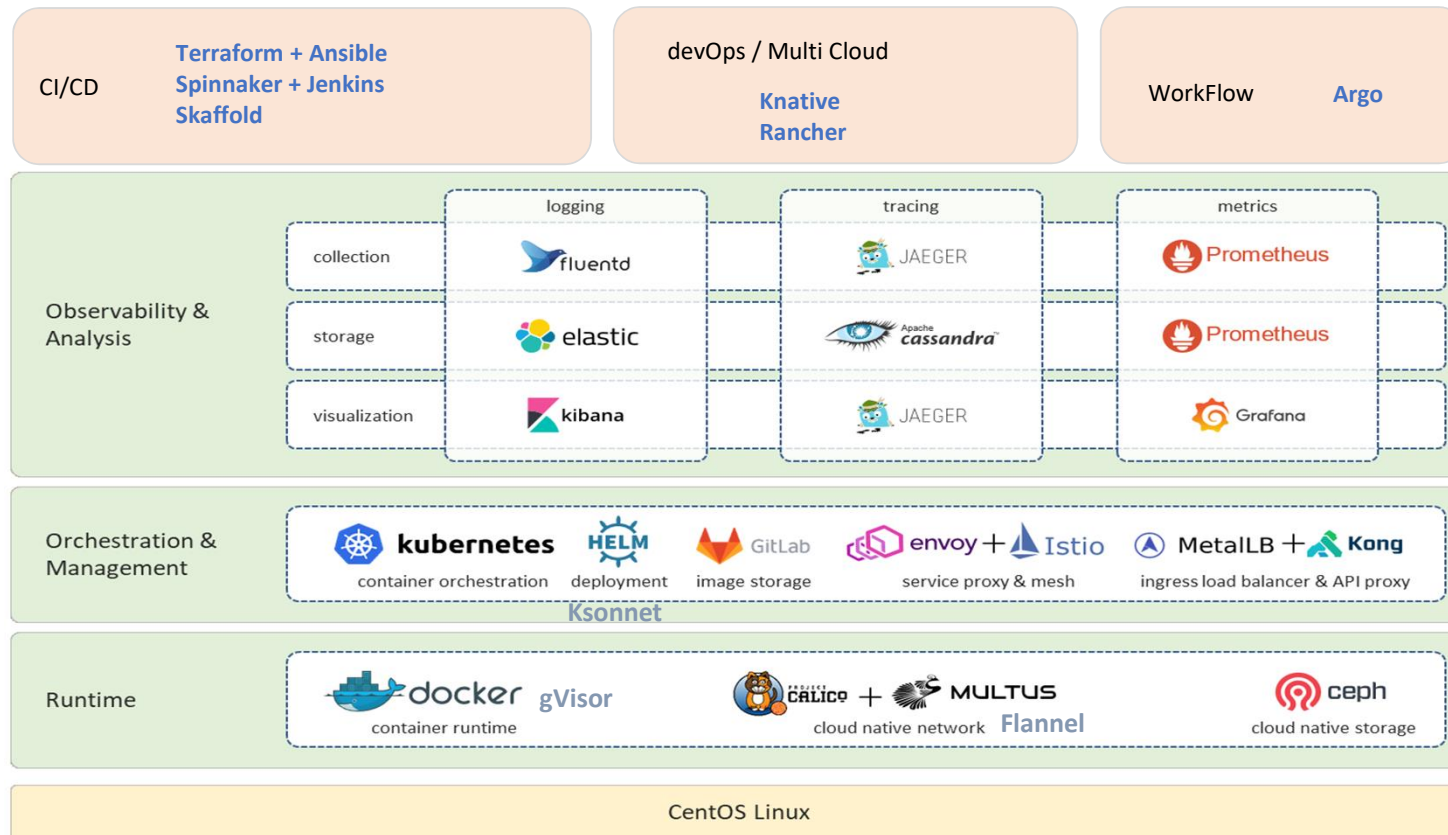 CI/CD
Terraform + Ansible
Spinnaker + Jenkins
Skaffold
devOps / Multi Cloud
Knative
Rancher
WorkFlow
Argo
Observability &
Analysis
logging
tracing
metrics
collection
fluentd
JAEGER
Prometheus
storage
elastic
Apache
cassandra™
Prometheus
visualization
kibana
JAEGER
Grafana
Orchestration &
Management
kubernetes
container orchestration
HELM
deployment
Ksonnet
GitLab
image storage
envoy + Istio
service proxy & mesh
MetalLB + Kong
ingress load balancer & API proxy
Runtime
docker
gVisor
container runtime
PROJECT
CALICO + MULTUS
cloud native network
Flannel
ceph
cloud native storage
CentOS Linux